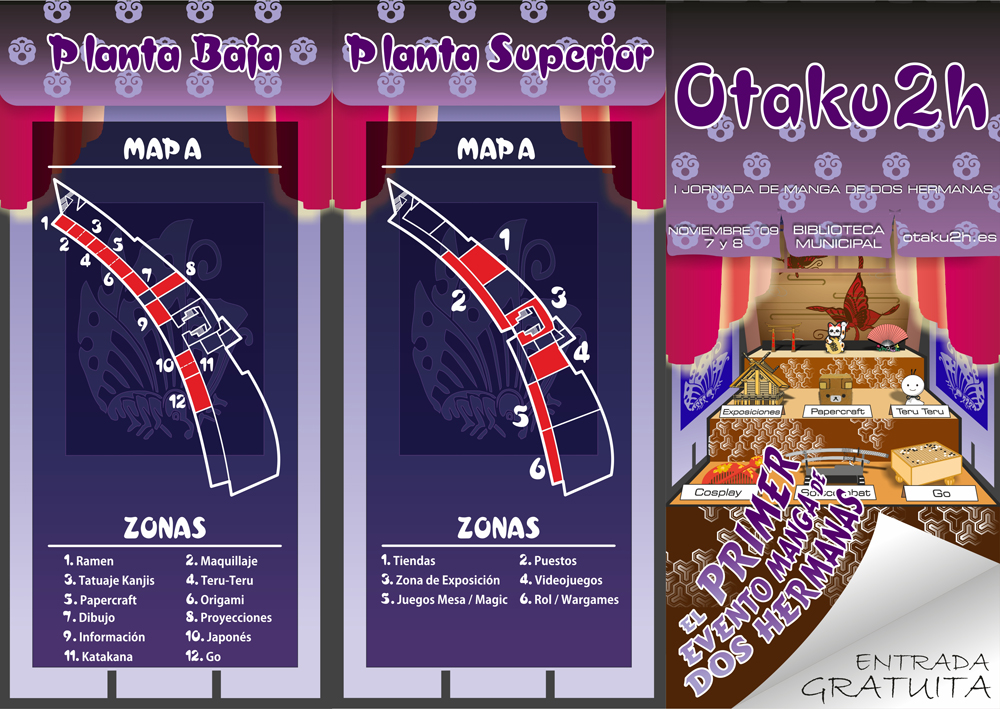 Planta Baja
MAPA
1
2
3
4
5
6
7
8
9
10
11
12
ZONAS
1. Ramen
2. Maquillaje
3. Tatuaje Kanjis
4. Teru-Teru
5. Papercraft
6. Origami
7. Dibujo
8. Proyecciones
9. Información
10. Japonés
11. Katakana
12. Go
Planta Superior
MAPA
1
2
3
4
5
6
ZONAS
1. Tiendas
2. Puestos
3. Zona de Exposición
4. Videojuegos
5. Juegos Mesa / Magic
6. Rol / Wargames
Otaku2h
I JORNADA DE MANGA DE DOS HERMANAS
NOVIEMBRE '09
7 y 8
BIBLIOTECA
MUNICIPAL
otaku2h.es
Exposiciones
Papercraft
Teru Teru
Cosplay
Go
EL PRIMER
EVENTO MANGA DE
DOS HERMANAS
ENTRADA
GRATUITA